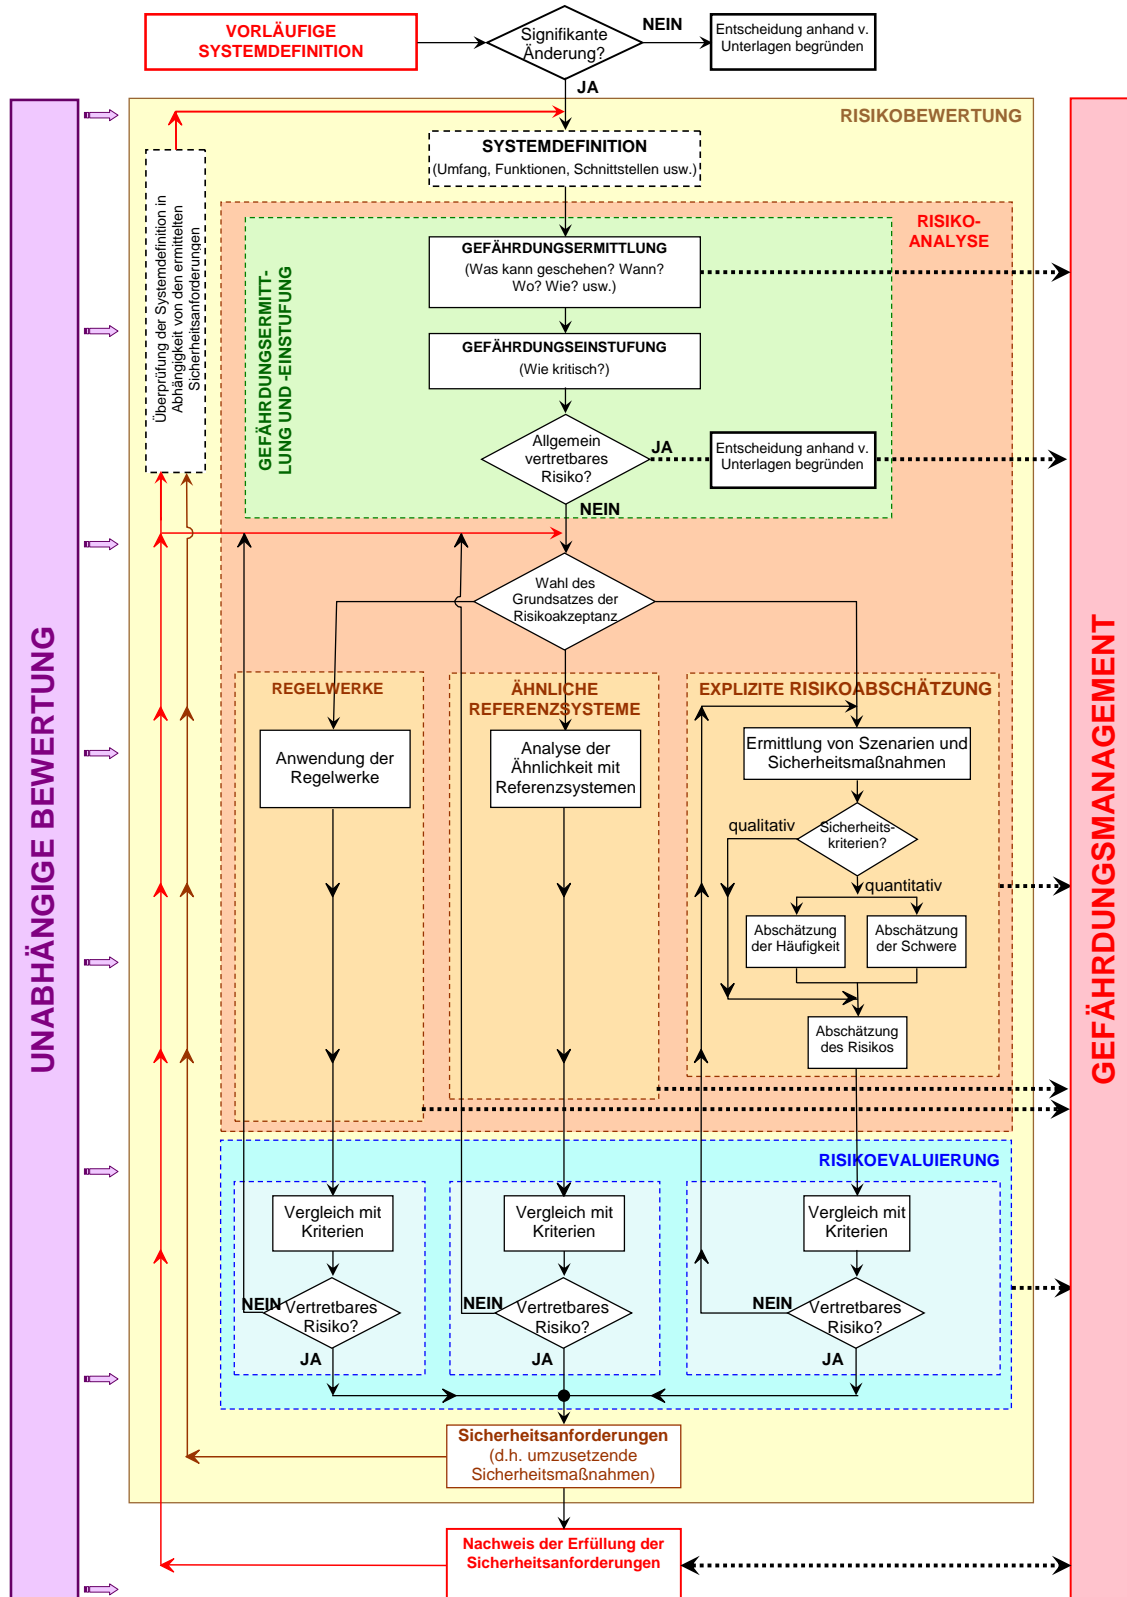 VORLÄUFIGE
SYSTEMDEFINITION
Signifikante
Änderung?
NEIN
Entscheidung anhand v.
Unterlagen begründen
JA
UNABHÄNGIGE BEWERTUNG
RISIKOBEWERTUNG
GEFÄHRDUNGSMANAGEMENT
Überprüfung der Systemdefinition in
Abhängigkeit von den ermittelten
Sicherheitsanforderungen
SYSTEMDEFINITION
(Umfang, Funktionen, Schnittstellen usw.)
RISIKO-
ANALYSE
GEFÄHRDUNGSERMITT-
LUNG UND -EINSTUFUNG
GEFÄHRDUNGSERMITTLUNG
(Was kann geschehen? Wann?
Wo? Wie? usw.)
GEFÄHRDUNGSEINSTUFUNG
(Wie kritisch?)
Allgemein
vertretbares
Risiko?
JA
Entscheidung anhand v.
Unterlagen begründen
NEIN
Wahl des
Grundsatzes der
Risikoakzeptanz
REGELWERKE
ÄHNLICHE
REFERENZSYSTEME
EXPLIZITE RISIKOABSCHÄTZUNG
Anwendung der
Regelwerke
Analyse der
Ähnlichkeit mit
Referenzsystemen
Ermittlung von Szenarien und
Sicherheitsmaßnahmen
qualitativ
Sicherheits-
kriterien?
quantitativ
Abschätzung
der Häufigkeit
Abschätzung
der Schwere
Abschätzung
des Risikos
RISIKOEVALUIERUNG
Vergleich mit
Kriterien
Vergleich mit
Kriterien
Vergleich mit
Kriterien
NEIN
Vertretbares
Risiko?
NEIN
Vertretbares
Risiko?
NEIN
Vertretbares
Risiko?
JA
JA
JA
Sicherheitsanforderungen
(d.h. umzusetzende
Sicherheitsmaßnahmen)
Nachweis der Erfüllung der
Sicherheitsanforderungen